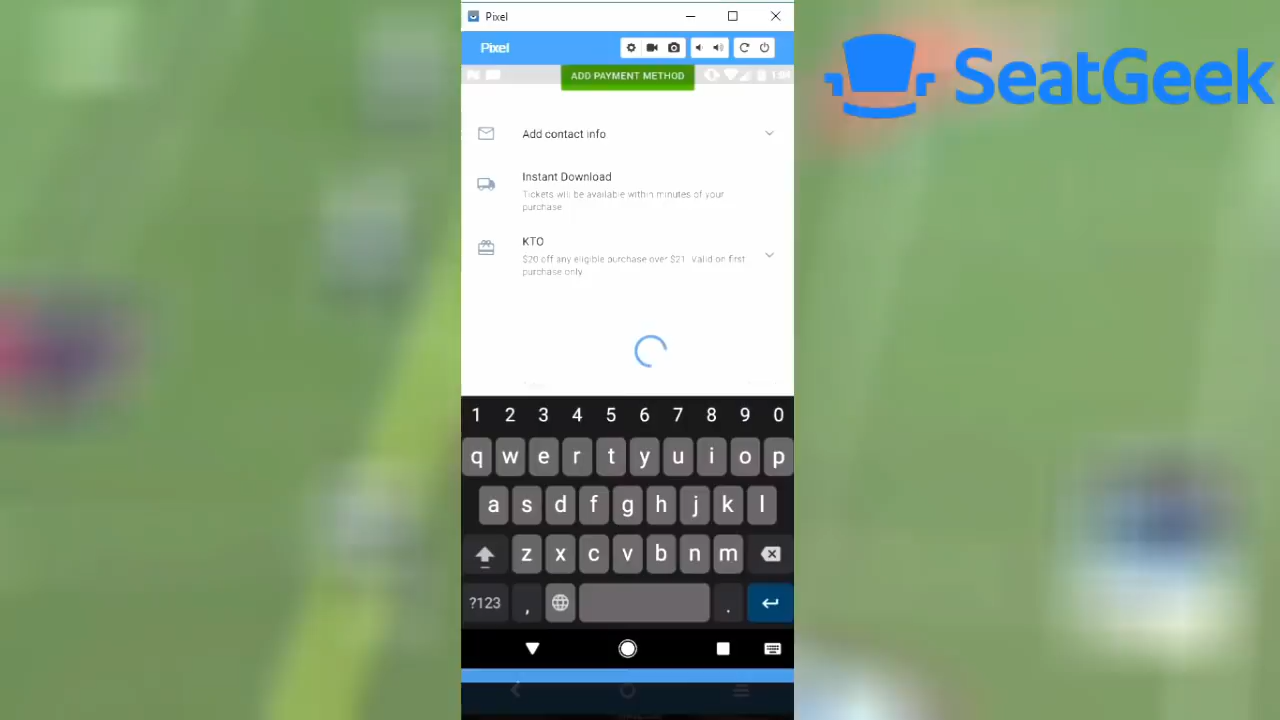 Pixel
Pixel
SeatGeek
ADD PAYMENT METHOD
1:04
Add contact info
Instant Download
Tickets will be available within minutes of your
purchase
KTO
$20 off any eligible purchase over $21. Valid on first
purchase only.
1 2 3 4 5 6 7 8 9 0
q w e r t y u i o p
a s d f g h j k l
z x c v b n m
?123 , .